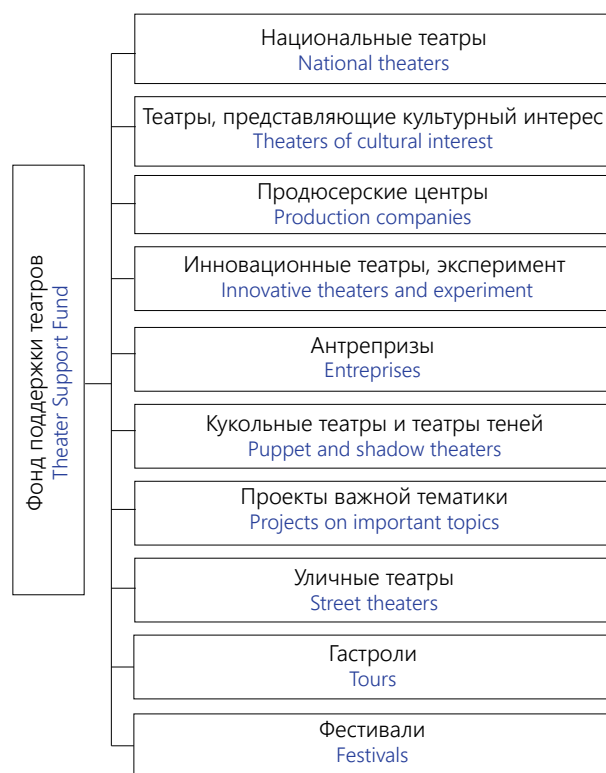 Фонд поддержки театров
Theater Support Fund
Национальные театры
National theaters
Театры, представляющие культурный интерес
Theaters of cultural interest
Продюсерские центры
Production companies
Инновационные театры, эксперимент
Innovative theaters and experiment
Антрепризы
Entreprises
Кукольные театры и театры теней
Puppet and shadow theaters
Проекты важной тематики
Projects on important topics
Уличные театры
Street theaters
Гастроли
Tours
Фестивали
Festivals